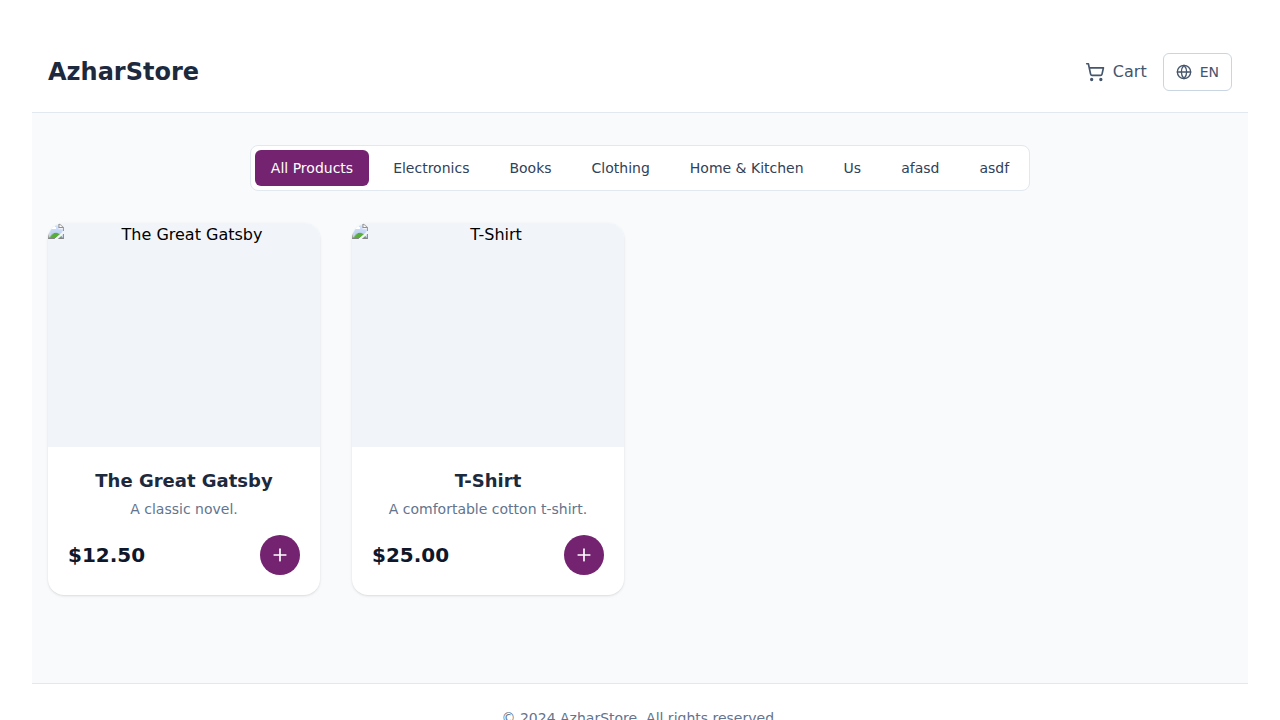 AzharStore
Cart
EN
All Products
Electronics
Books
Clothing
Home & Kitchen
Us
afasd
asdf
The Great Gatsby
T-Shirt
The Great Gatsby
A classic novel.
$12.50
T-Shirt
A comfortable cotton t-shirt.
$25.00
© 2024 AzharStore. All rights reserved.